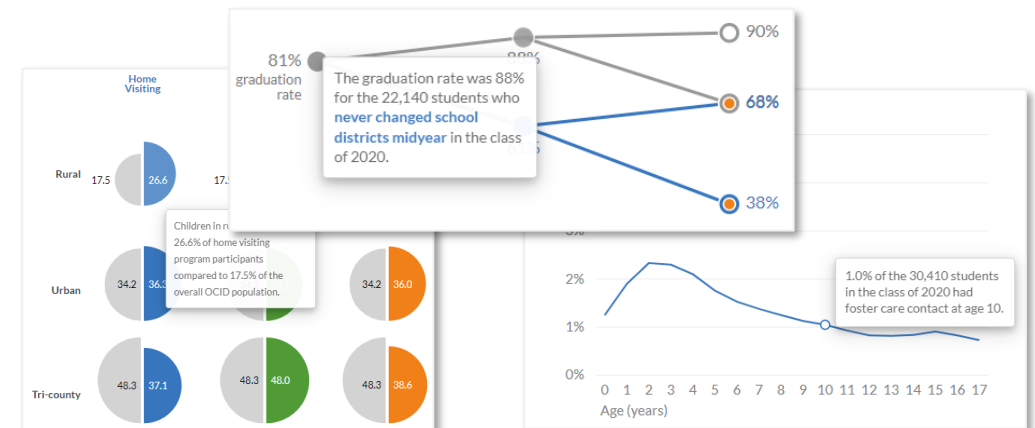 Home
Visiting
Rural
17.5
26.6
17.
Children in r
26.6% of home visiting
program participants
compared to 17.5% of the
overall OCID population.
Urban
34.2
36.3
34.2
36.0
Tri-county
48.3
37.1
48.3
48.0
48.3
38.6
81%
graduation
rate
88%
The graduation rate was 88%
for the 22,140 students who
never changed school
districts midyear in the class
of 2020.
90%
68%
38%
3%
2%
1%
0%
1.0% of the 30,410 students
in the class of 2020 had
foster care contact at age 10.
0 1 2 3 4 5 6 7 8 9 10 11 12 13 14 15 16 17
Age (years)